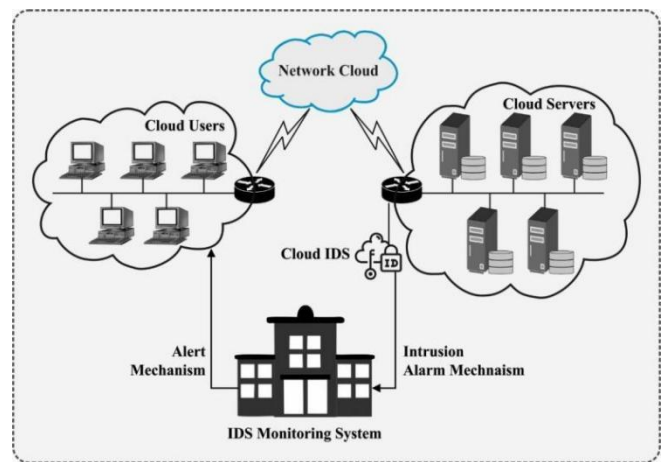 Network Cloud
Cloud Users
Cloud Servers
Cloud IDS
ID
Alert
Mechanism
Intrusion
Alarm Mechnaism
IDS Monitoring System